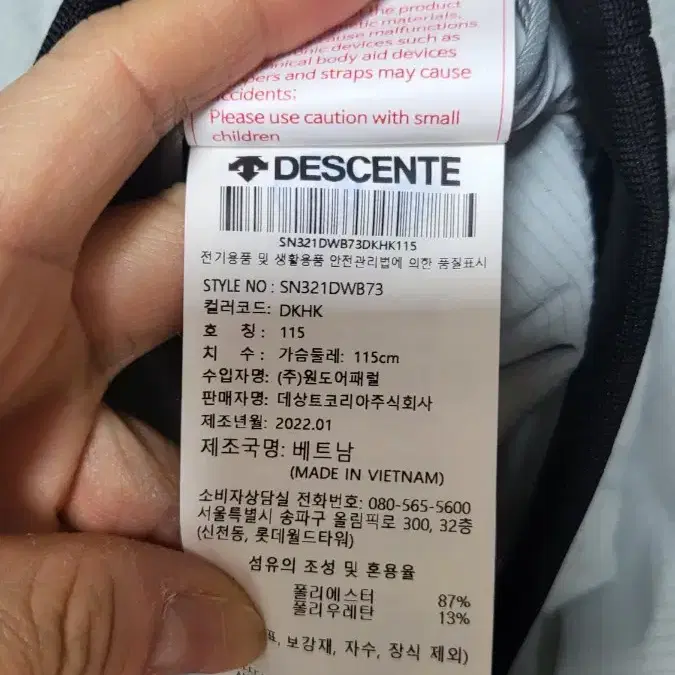 the product
materials,
use malfunctions
devices such as
body aid devices
and straps may cause
accidents:
Please use caution with small
children
DESCENTE
SN321DWB73DKHK115
전기용품 및 생활용품 안전관리법에 의한 품질표시
STYLE NO : SN321DWB73
컬러코드: DKHK
호 칭: 115
치 수: 가슴둘레: 115cm
수입자명: (주)원도어패럴
판매자명: 데상트코리아주식회사
제조년월: 2022.01
제조국명: 베트남
(MADE IN VIETNAM)
소비자상담실 전화번호: 080-565-5600
서울특별시 송파구 올림픽로 300, 32층
(신천동, 롯데월드타워)
섬유의 조성 및 혼용율
폴리에스터 87%
폴리우레탄 13%
보강재, 자수, 장식 제외)